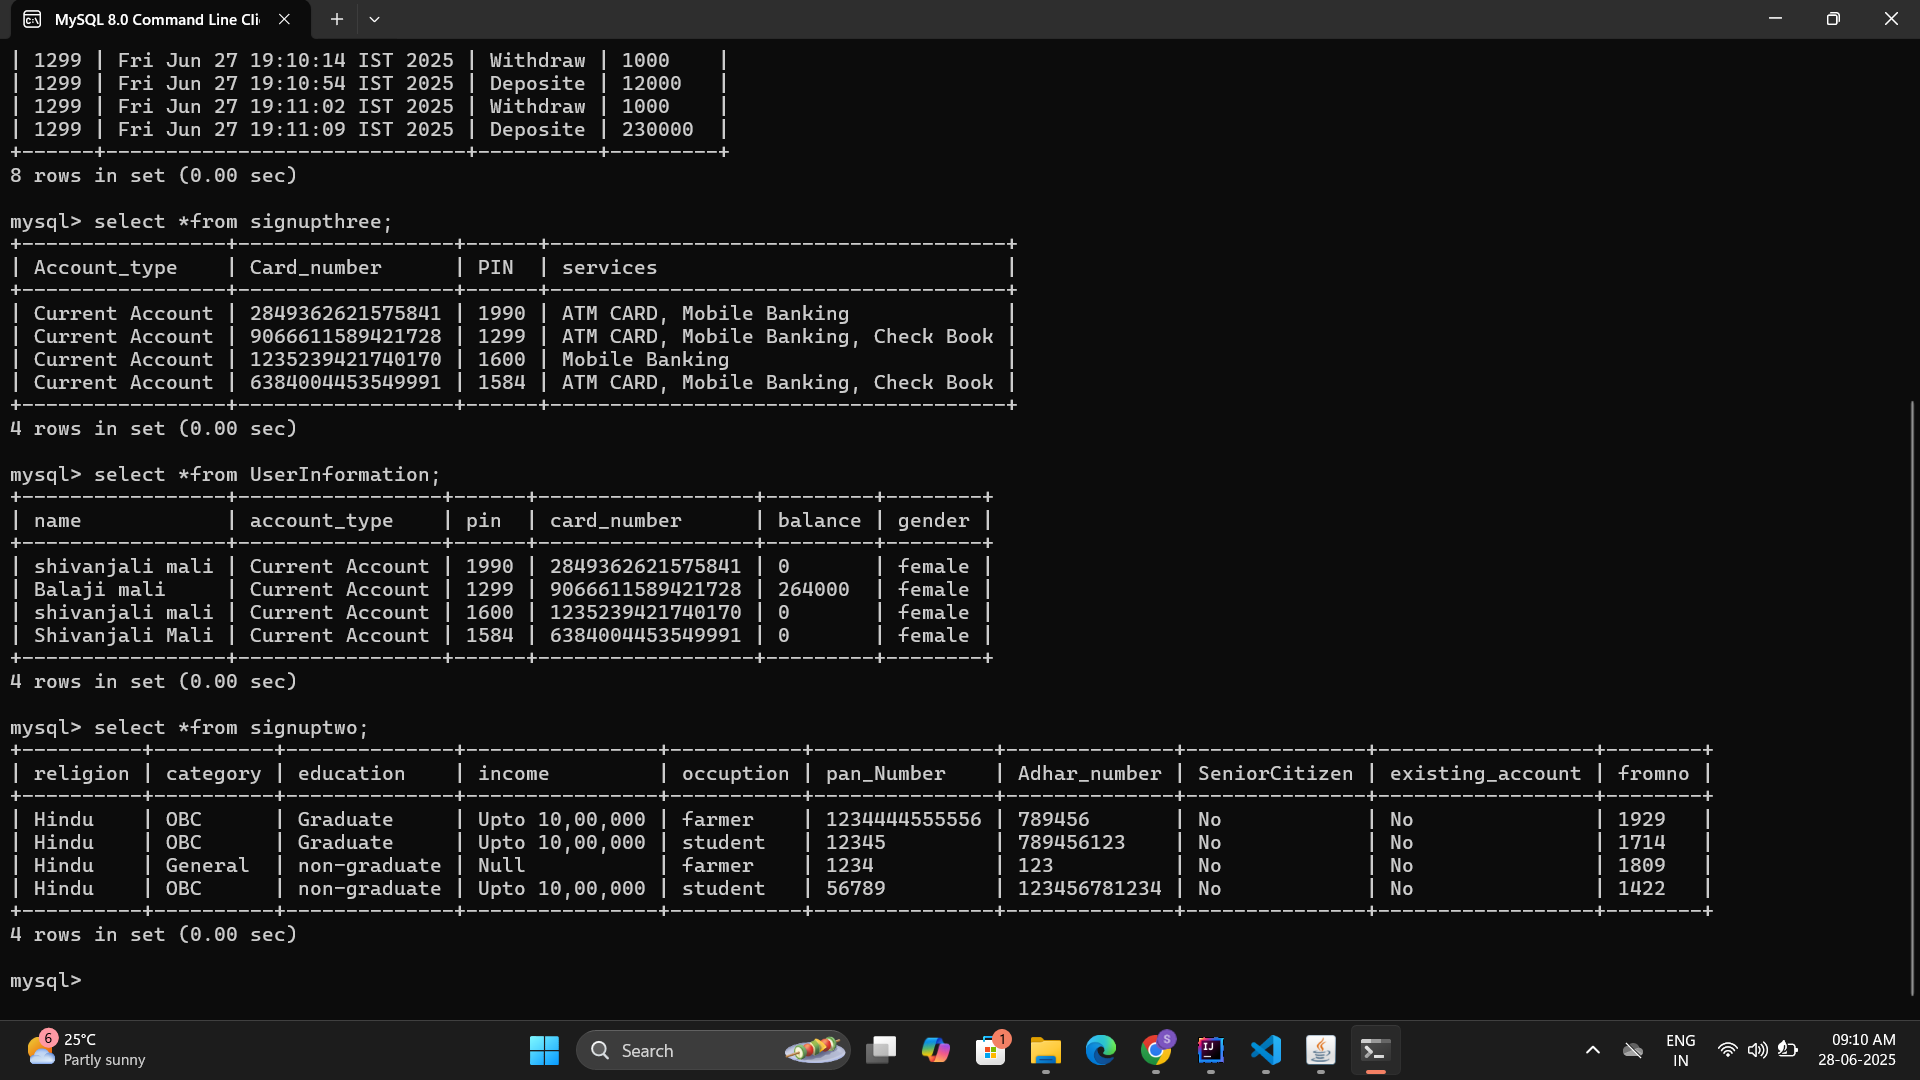 MySQL 8.0 Command Line Cli
| 1299 | Fri Jun 27 19:10:14 IST 2025 | Withdraw | 1000    |
| 1299 | Fri Jun 27 19:10:54 IST 2025 | Deposite | 12000   |
| 1299 | Fri Jun 27 19:11:02 IST 2025 | Withdraw | 1000    |
| 1299 | Fri Jun 27 19:11:09 IST 2025 | Deposite | 230000  |
+------+------------------------------+----------+---------+
8 rows in set (0.00 sec)
mysql> select *from signupthree;
+-----------------+------------------+------+--------------------------------------+
| Account_type    | Card_number      | PIN  | services                             |
+-----------------+------------------+------+--------------------------------------+
| Current Account | 2849362621575841 | 1990 | ATM CARD, Mobile Banking             |
| Current Account | 9066611589421728 | 1299 | ATM CARD, Mobile Banking, Check Book |
| Current Account | 1235239421740170 | 1600 | Mobile Banking                       |
| Current Account | 6384004453549991 | 1584 | ATM CARD, Mobile Banking, Check Book |
+-----------------+------------------+------+--------------------------------------+
4 rows in set (0.00 sec)
mysql> select *from UserInformation;
+-----------------+-----------------+------+------------------+---------+--------+
| name            | account_type    | pin  | card_number      | balance | gender |
+-----------------+-----------------+------+------------------+---------+--------+
| shivanjali mali | Current Account | 1990 | 2849362621575841 | 0       | female |
| Balaji mali     | Current Account | 1299 | 9066611589421728 | 264000  | female |
| shivanjali mali | Current Account | 1600 | 1235239421740170 | 0       | female |
| Shivanjali Mali | Current Account | 1584 | 6384004453549991 | 0       | female |
+-----------------+-----------------+------+------------------+---------+--------+
4 rows in set (0.00 sec)
mysql> select *from signuptwo;
+----------+----------+--------------+----------------+-----------+---------------+--------------+---------------+------------------+--------+
| religion | category | education    | income         | occuption | pan_Number    | Adhar_number | SeniorCitizen | existing_account | fromno |
+----------+----------+--------------+----------------+-----------+---------------+--------------+---------------+------------------+--------+
| Hindu    | OBC      | Graduate     | Upto 10,00,000 | farmer    | 1234444555556 | 789456       | No            | No               | 1929   |
| Hindu    | OBC      | Graduate     | Upto 10,00,000 | student   | 12345         | 789456123    | No            | No               | 1714   |
| Hindu    | General  | non-graduate | Null           | farmer    | 1234          | 123          | No            | No               | 1809   |
| Hindu    | OBC      | non-graduate | Upto 10,00,000 | student   | 56789         | 123456781234 | No            | No               | 1422   |
+----------+----------+--------------+----------------+-----------+---------------+--------------+---------------+------------------+--------+
4 rows in set (0.00 sec)
mysql>
6
25°C
Partly sunny
Search
1
S
IJ
ENG
IN
09:10 AM
28-06-2025